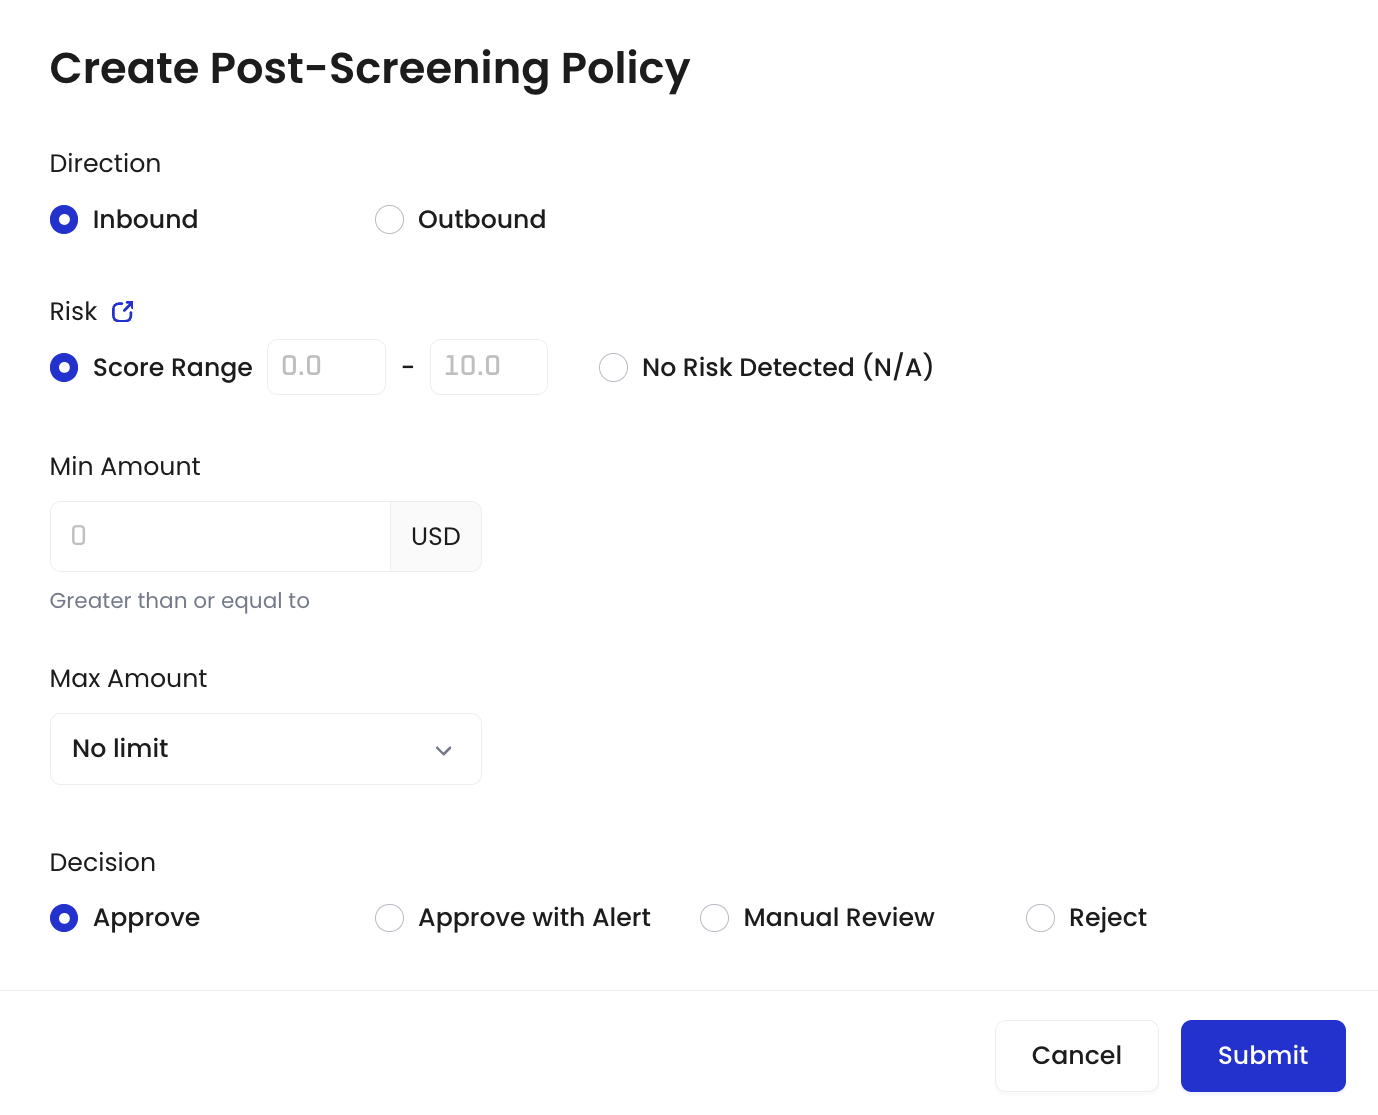 Create Post-Screening Policy
Direction
Inbound Outbound
Risk
Score Range 0.0 - 10.0 No Risk Detected (N/A)
Min Amount
0 USD
Greater than or equal to
Max Amount
No limit
Decision
Approve Approve with Alert Manual Review Reject
Cancel Submit